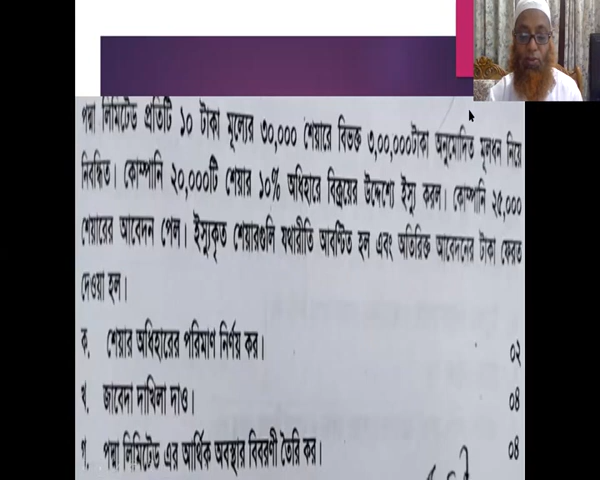 পদ্মা লিমিটেড প্রতিটি ১০ টাকা মূল্যের ৩০,০০০ শেয়ারে বিভক্ত ৩,০০,০০০টাকা অনুমোদিত মূলধন নিয়ে
নিবন্ধিত। কোম্পানি ২০,০০০টি শেয়ার ১০% অধিহারে বিক্রয়ের উদ্দেশ্যে ইস্যু করল। কোম্পানি ২৫,০০০
শেয়ারের আবেদন পেল। ইস্যুকৃত শেয়ারগুলি যথারীতি আবণ্টিত হল এবং অতিরিক্ত আবেদনের টাকা ফেরত
দেওয়া হল।
ক. শেয়ার অধিহারের পরিমাণ নির্ণয় কর। ০২
খ. জাবেদা দাখিলা দাও। ০৪
গ. পদ্মা লিমিটেড এর আর্থিক অবস্থার বিবরণী তৈরি কর। ০৪